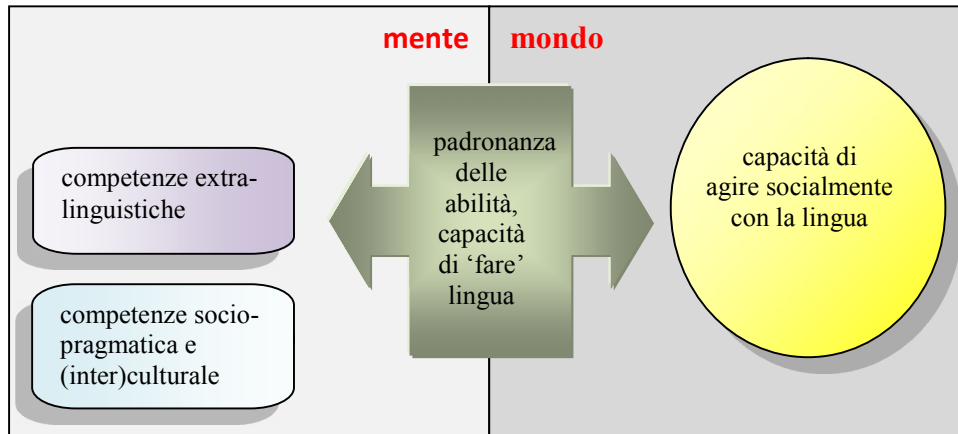 mente mondo
competenze extra-
linguistiche
competenze socio-
pragmatica e
(inter)culturale
padronanza
delle
abilità,
capacità
di ‘fare’
lingua
capacità di
agire socialmente
con la lingua